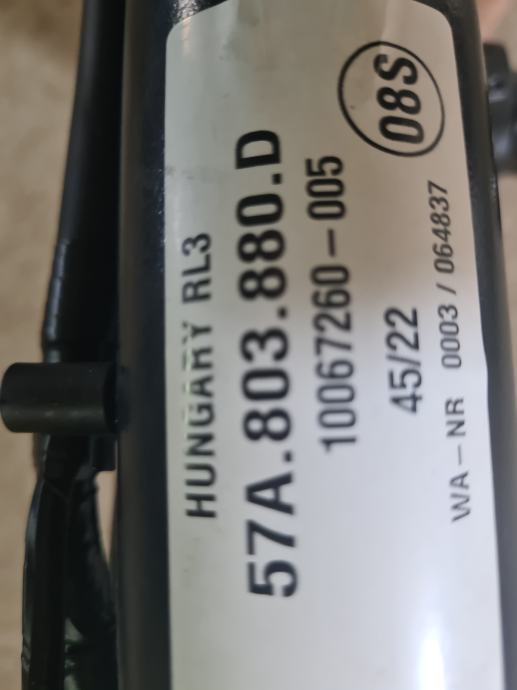 HUNGARY RL3
57A.803.880.D
10067260-005
08S
45/22
WA-NR 0003 / 064837